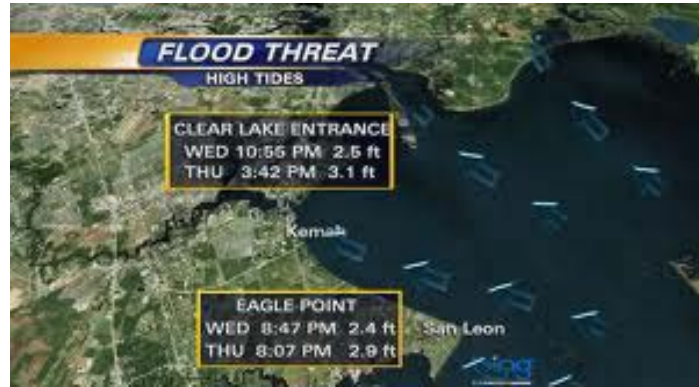 FLOOD THREAT
HIGH TIDES
CLEAR LAKE ENTRANCE
WED 10:55 PM 2.5 ft
THU 3:42 PM 3.1 ft
Kemah
EAGLE POINT
WED 8:47 PM 2.4 ft
THU 8:07 PM 2.9 ft
San Leon
bing